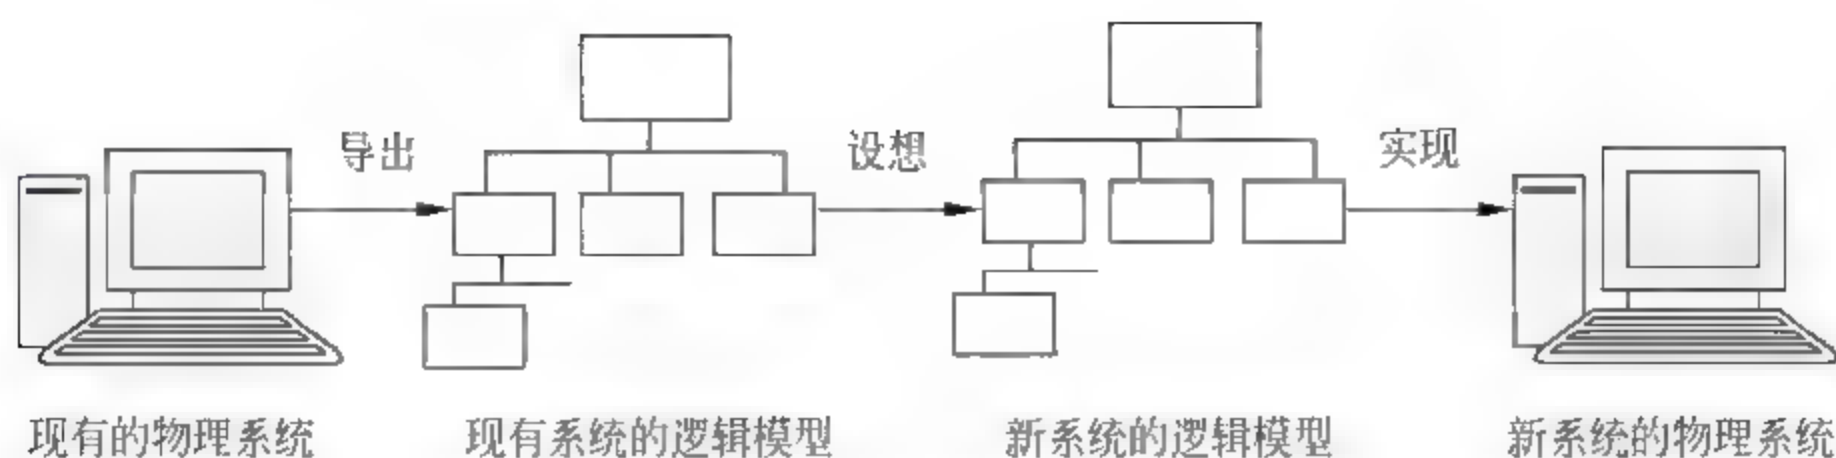 导出
设想
实现
现有的物理系统
现有系统的逻辑模型
新系统的逻辑模型
新系统的物理系统